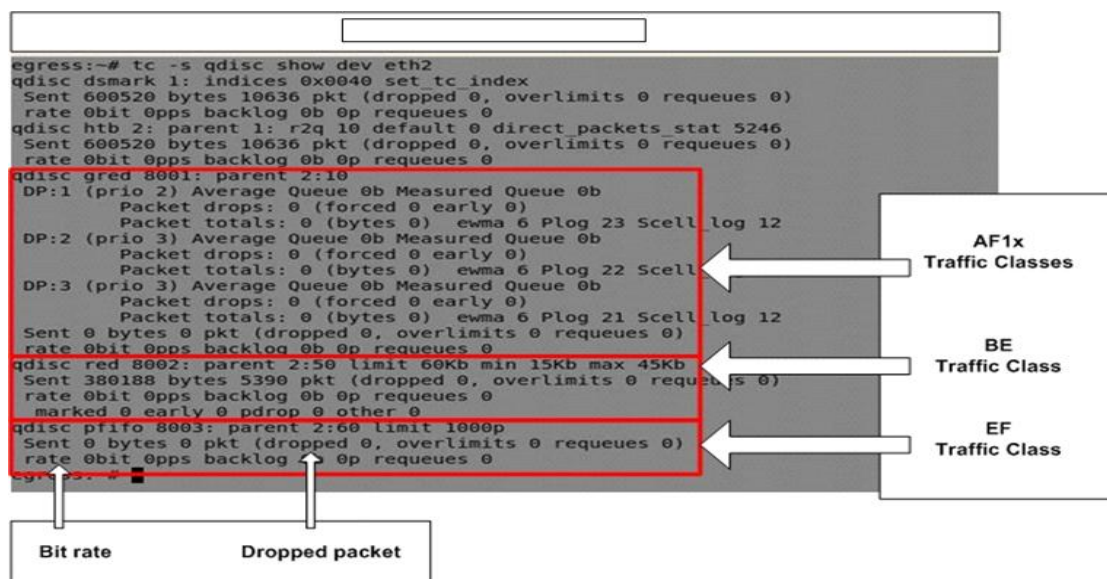 egress:~# tc -s qdisc show dev eth2
qdisc dsmark 1: indices 0x0040 set_tc_index
Sent 600520 bytes 10636 pkt (dropped 0, overlimits 0 requeues 0)
rate 0bit 0pps backlog 0b 0p requeues 0
qdisc htb 2: parent 1: r2q 10 default 0 direct_packets_stat 5246
Sent 600520 bytes 10636 pkt (dropped 0, overlimits 0 requeues 0)
rate 0bit 0pps backlog 0b 0p requeues 0
qdisc gred 8001: parent 2:10
DP:1 (prio 2) Average Queue 0b Measured Queue 0b
Packet drops: 0 (forced 0 early 0)
Packet totals: 0 (bytes 0) ewma 6 Plog 23 Scell_log 12
DP:2 (prio 3) Average Queue 0b Measured Queue 0b
Packet drops: 0 (forced 0 early 0)
Packet totals: 0 (bytes 0) ewma 6 Plog 22 Scell
DP:3 (prio 3) Average Queue 0b Measured Queue 0b
Packet drops: 0 (forced 0 early 0)
Packet totals: 0 (bytes 0) ewma 6 Plog 21 Scell_log 12
Sent 0 bytes 0 pkt (dropped 0, overlimits 0 requeues 0)
rate 0bit 0pps backlog 0b 0p requeues 0
qdisc red 8002: parent 2:50 limit 60Kb min 15Kb max 45Kb
Sent 380188 bytes 5390 pkt (dropped 0, overlimits 0 requeues 0)
rate 0bit 0pps backlog 0b 0p requeues 0
marked 0 early 0 pdrop 0 other 0
qdisc pfifo 8003: parent 2:60 limit 1000p
Sent 0 bytes 0 pkt (dropped 0, overlimits 0 requeues 0)
rate 0bit 0pps backlog 0p requeues 0
egress: #
AF1x
Traffic Classes
BE
Traffic Class
EF
Traffic Class
Bit rate
Dropped packet